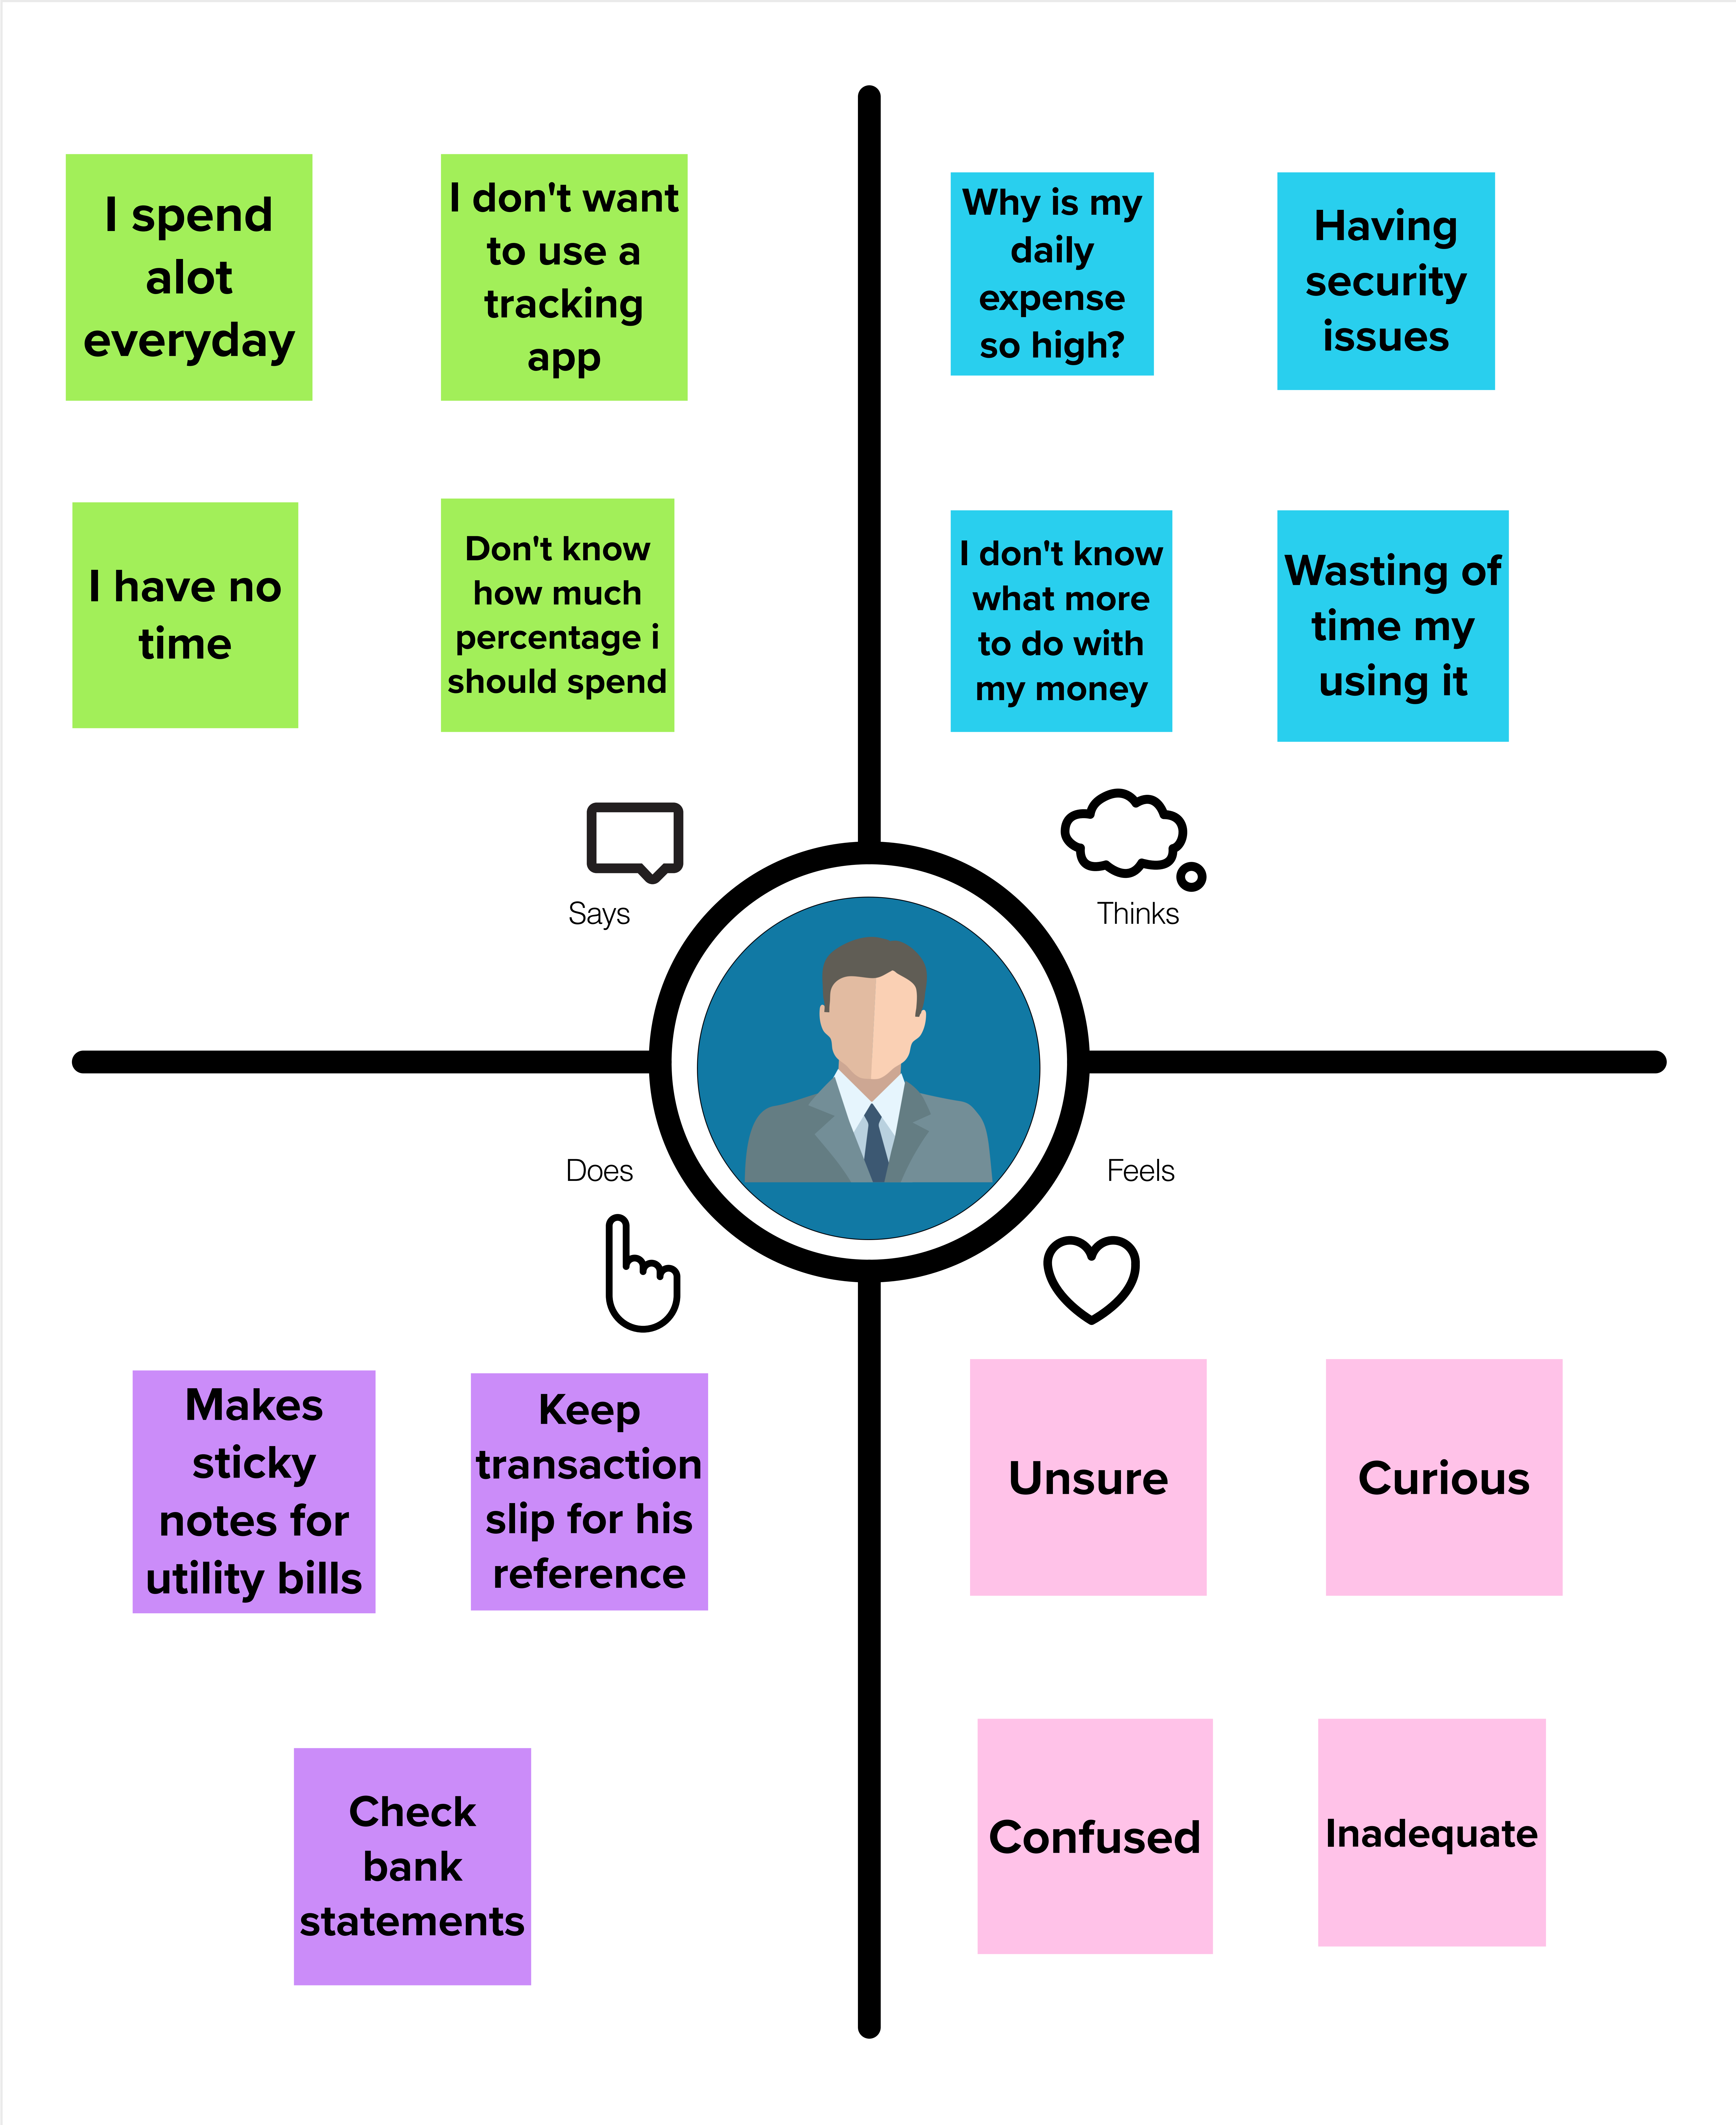 I spend
alot
everyday
I don't want
to use a
tracking
app
I have no
time
Don't know
how much
percentage i
should spend
Says
Why is my
daily
expense
so high?
Having
security
issues
I don't know
what more
to do with
my money
Wasting of
time my
using it
Thinks
Does
Makes
sticky
notes for
utility bills
Keep
transaction
slip for his
reference
Check
bank
statements
Feels
Unsure
Curious
Confused
Inadequate